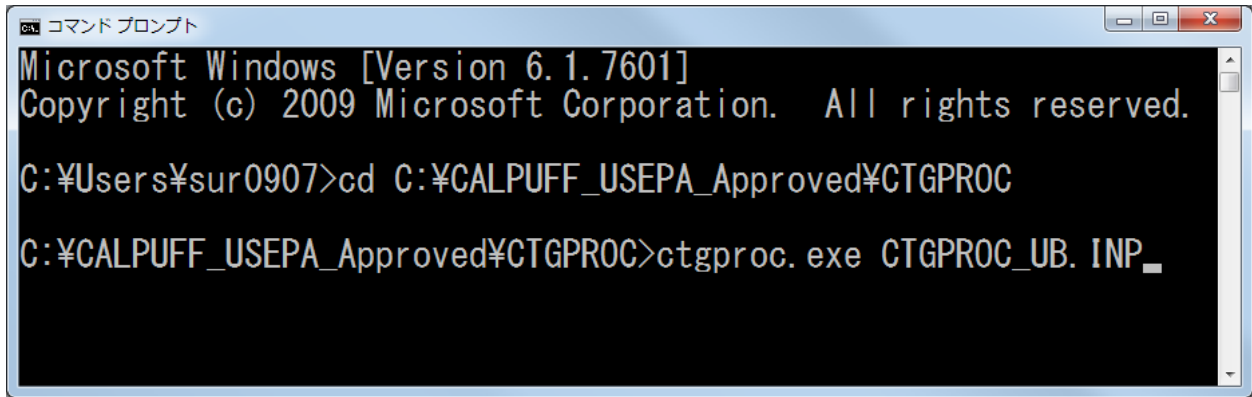 コマンド プロンプト
Microsoft Windows [Version 6.1.7601]
Copyright (c) 2009 Microsoft Corporation.  All rights reserved.
C:¥Users¥sur0907>cd C:¥CALPUFF_USEPA_Approved¥CTGPROC
C:¥CALPUFF_USEPA_Approved¥CTGPROC>ctgproc.exe CTGPROC_UB.INP